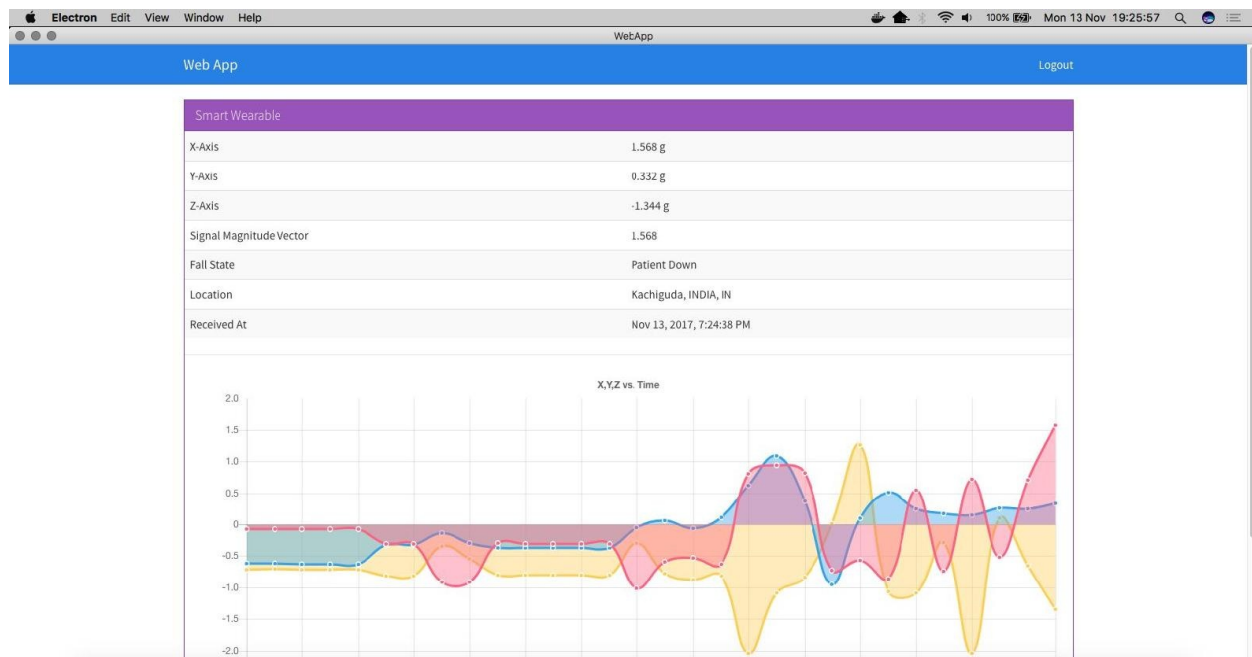 Electron Edit View Window Help 100% Mon 13 Nov 19:25:57
WebApp
Web App Logout
Smart Wearable
X-Axis 1.568 g
Y-Axis 0.332 g
Z-Axis -1.344 g
Signal Magnitude Vector 1.568
Fall State Patient Down
Location Kachiguda, INDIA, IN
Received At Nov 13, 2017, 7:24:38 PM
X,Y,Z vs. Time
2.0
1.5
1.0
0.5
0
-0.5
-1.0
-1.5
-2.0